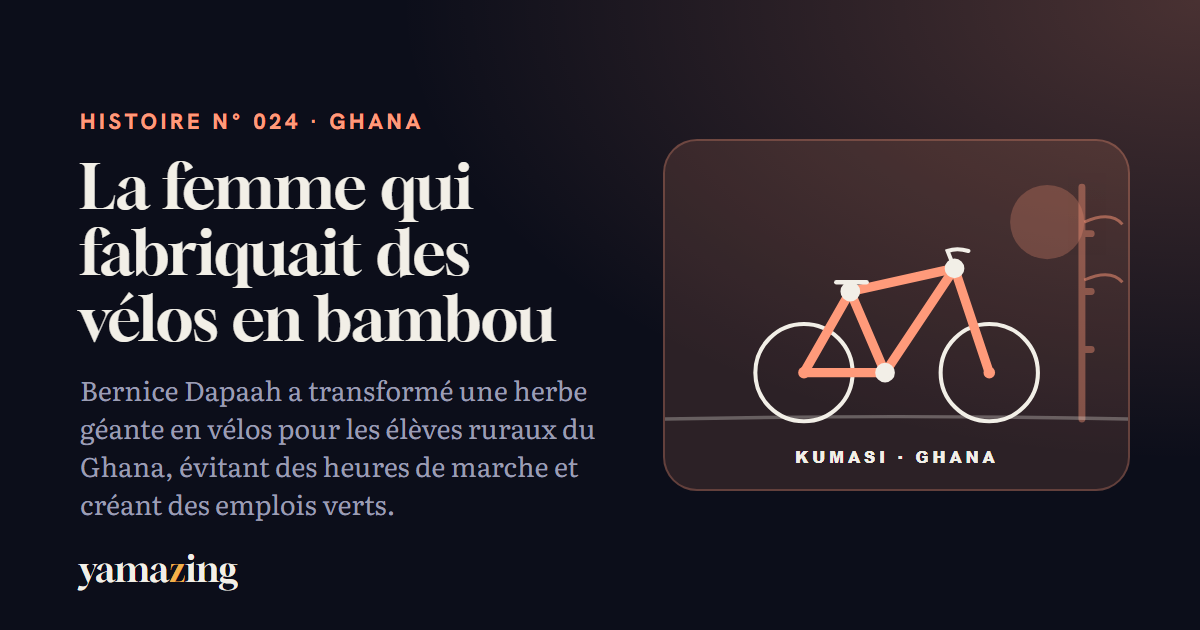 HISTOIRE N° 024 · GHANA
La femme qui
fabriquait des
vélos en bambou
Bernice Dapaah a transformé une herbe
géante en vélos pour les élèves ruraux du
Ghana, évitant des heures de marche et
créant des emplois verts.
yamazing
KUMASI · GHANA